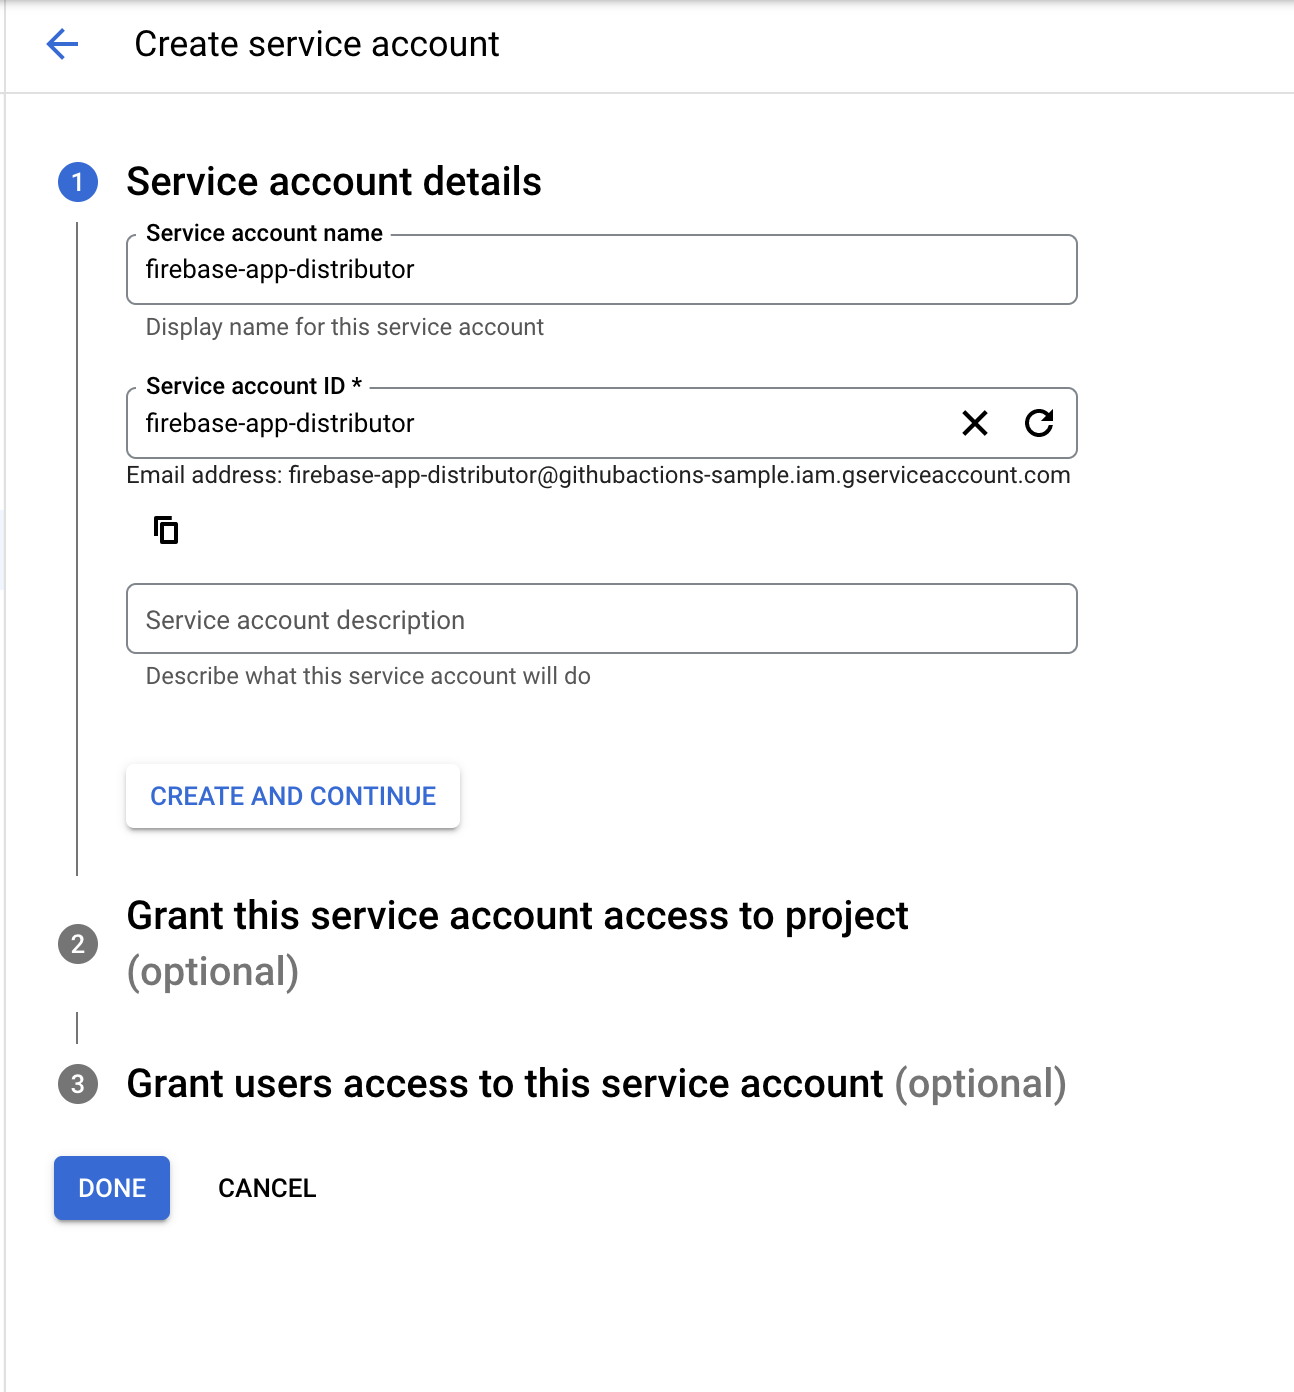 Create service account
1 Service account details
Service account name
firebase-app-distributor
Display name for this service account
Service account ID *
firebase-app-distributor
Email address: firebase-app-distributor@githubactions-sample.iam.gserviceaccount.com
Service account description
Describe what this service account will do
CREATE AND CONTINUE
2 Grant this service account access to project
(optional)
3 Grant users access to this service account (optional)
DONE CANCEL